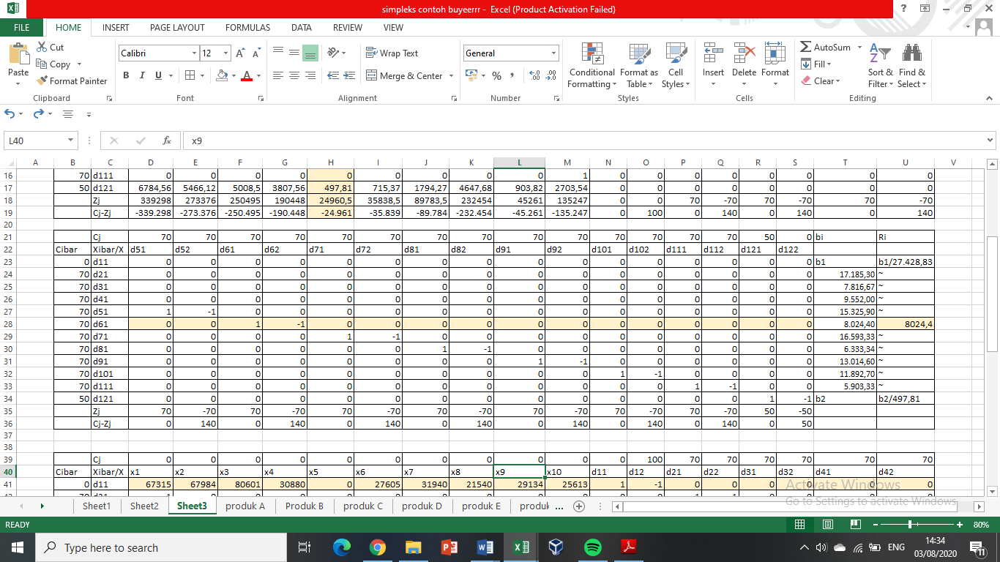 simpleks contoh buyeerrr - Excel (Product Activation Failed)
FILE HOME INSERT PAGE LAYOUT FORMULAS DATA REVIEW VIEW
Cut Calibri 12 Wrap Text General AutoSum
Copy Fill
Paste Format Painter B I U Merge & Center % Conditional Formatting Format as Table Cell Styles Insert Delete Format Clear Sort & Filter Find & Select
Clipboard Font Alignment Number Styles Cells Editing
L40 fx x9
A B C D E F G H I J K L M N O P Q R S T U V
16 70 d111 0 0 0 0 0 0 0 0 0 1 0 0 0 0 0 0 0 0
17 50 d121 6784,56 5466,12 5008,5 3807,56 497,81 715,37 1794,27 4647,68 903,82 2703,54 0 0 0 0 0 0 0 0
18 Zj 339298 273376 250495 190448 24960,5 35838,5 89783,5 232454 45261 135247 0 0 70 -70 70 -70 70 -70
19 Cj-Zj -339.298 -273.376 -250.495 -190.448 -24.961 -35.839 -89.784 -232.454 -45.261 -135.247 0 100 0 140 0 140 0 140
20
21 Cj 70 70 70 70 70 70 70 70 70 70 70 70 70 70 50 0 bi Ri
22 Cibar Xibar/X d51 d52 d61 d62 d71 d72 d81 d82 d91 d92 d101 d102 d111 d112 d121 d122
23 0 d11 0 0 0 0 0 0 0 0 0 0 0 0 0 0 0 0 b1 b1/27.428,83
24 70 d21 0 0 0 0 0 0 0 0 0 0 0 0 0 0 0 0 17.185,30 ~
25 70 d31 0 0 0 0 0 0 0 0 0 0 0 0 0 0 0 0 7.816,67 ~
26 70 d41 0 0 0 0 0 0 0 0 0 0 0 0 0 0 0 0 9.552,00 ~
27 70 d51 1 -1 0 0 0 0 0 0 0 0 0 0 0 0 0 0 15.325,90 ~
28 70 d61 0 0 1 -1 0 0 0 0 0 0 0 0 0 0 0 0 8.024,40 8024,4
29 70 d71 0 0 0 0 1 -1 0 0 0 0 0 0 0 0 0 0 16.593,33 ~
30 70 d81 0 0 0 0 0 0 1 -1 0 0 0 0 0 0 0 0 6.333,34 ~
31 70 d91 0 0 0 0 0 0 0 0 1 -1 0 0 0 0 0 0 13.014,60 ~
32 70 d101 0 0 0 0 0 0 0 0 0 0 1 -1 0 0 0 0 11.892,70 ~
33 70 d111 0 0 0 0 0 0 0 0 0 0 0 0 1 -1 0 0 5.903,33 ~
34 50 d121 0 0 0 0 0 0 0 0 0 0 0 0 0 0 1 -1 b2 b2/497,81
35 Zj 70 -70 70 -70 70 -70 70 -70 70 -70 70 -70 70 -70 50 -50
36 Cj-Zj 0 140 0 140 0 140 0 140 0 140 0 140 0 140 0 50
37
38
39 Cj 0 0 0 0 0 0 0 0 0 0 0 100 70 70 70 70 70 70
40 Cibar Xibar/X x1 x2 x3 x4 x5 x6 x7 x8 x9 x10 d11 d12 d21 d22 d31 d32 d41 d42
41 0 d11 67315 67984 80601 30880 0 27605 31940 21540 29134 25613 1 -1 0 0 0 0 0 0
Activate Windows
Go to Settings to activate Windows.
Sheet1 Sheet2 Sheet3 produk A Produk B produk C produk D produk E produk ...
READY 80%
Type here to search ENG 14:34
03/08/2020 11